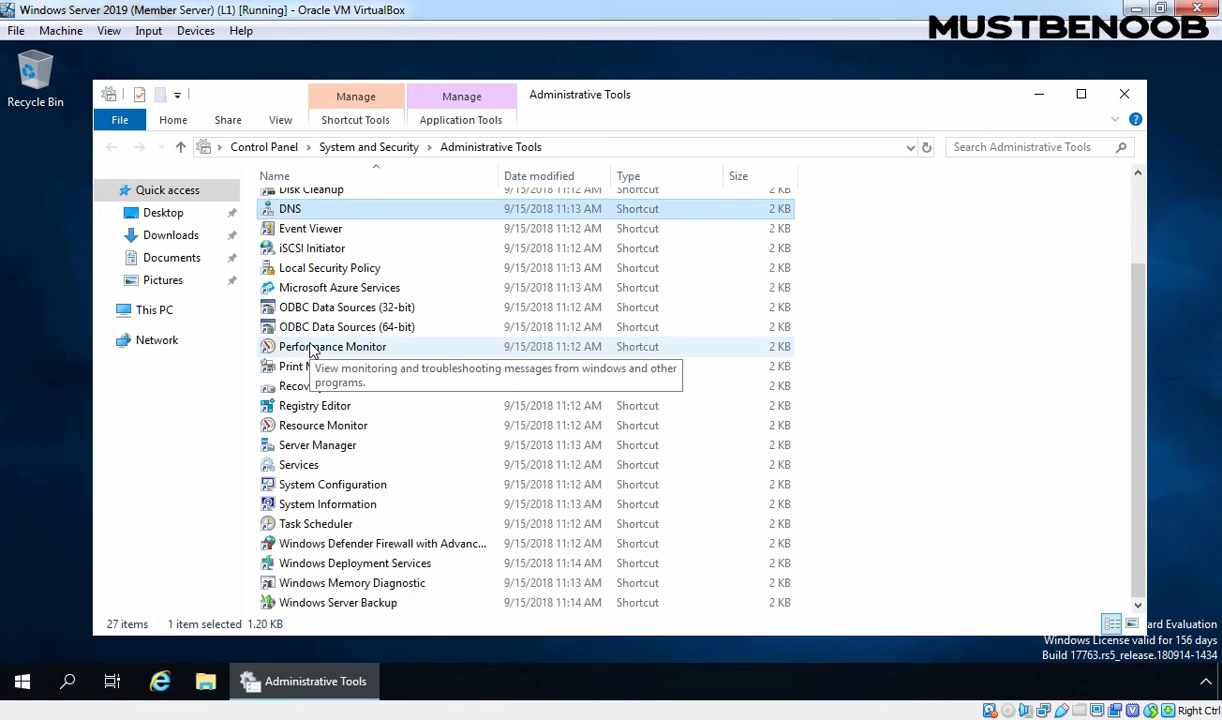 Windows Server 2019 (Member Server) (L1) [Running] - Oracle VM VirtualBox
File Machine View Input Devices Help
MUSTBENOOB
Recycle Bin
Manage Manage Administrative Tools
File Home Share View Shortcut Tools Application Tools
Control Panel System and Security Administrative Tools Search Administrative Tools
Name Date modified Type Size
Quick access
Desktop
Downloads
Documents
Pictures
This PC
Network
Disk Cleanup 9/15/2018 11:12 AM Shortcut 2 KB
DNS 9/15/2018 11:13 AM Shortcut 2 KB
Event Viewer 9/15/2018 11:12 AM Shortcut 2 KB
iSCSI Initiator 9/15/2018 11:12 AM Shortcut 2 KB
Local Security Policy 9/15/2018 11:13 AM Shortcut 2 KB
Microsoft Azure Services 9/15/2018 11:13 AM Shortcut 2 KB
ODBC Data Sources (32-bit) 9/15/2018 11:12 AM Shortcut 2 KB
ODBC Data Sources (64-bit) 9/15/2018 11:12 AM Shortcut 2 KB
Performance Monitor 9/15/2018 11:12 AM Shortcut 2 KB
Print 2 KB
View monitoring and troubleshooting messages from windows and other
programs.
2 KB
Registry Editor 9/15/2018 11:12 AM Shortcut 2 KB
Resource Monitor 9/15/2018 11:12 AM Shortcut 2 KB
Server Manager 9/15/2018 11:13 AM Shortcut 2 KB
Services 9/15/2018 11:12 AM Shortcut 2 KB
System Configuration 9/15/2018 11:12 AM Shortcut 2 KB
System Information 9/15/2018 11:13 AM Shortcut 2 KB
Task Scheduler 9/15/2018 11:12 AM Shortcut 2 KB
Windows Defender Firewall with Advanc... 9/15/2018 11:12 AM Shortcut 2 KB
Windows Deployment Services 9/15/2018 11:14 AM Shortcut 2 KB
Windows Memory Diagnostic 9/15/2018 11:13 AM Shortcut 2 KB
Windows Server Backup 9/15/2018 11:14 AM Shortcut 2 KB
27 items 1 item selected 1.20 KB
ard Evaluation
Windows License valid for 156 days
Build 17763.rs5_release.180914-1434
Administrative Tools
Right Ctrl